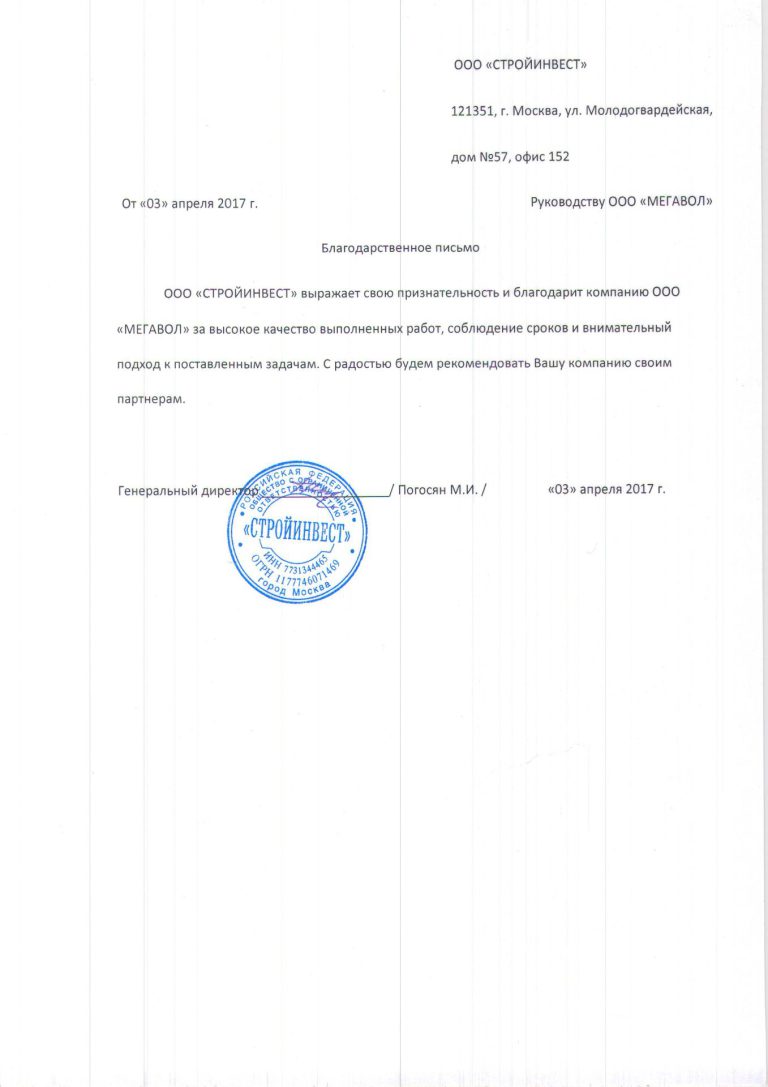 ООО «СТРОЙИНВЕСТ»
121351, г. Москва, ул. Молодогвардейская,
дом №57, офис 152
От «03» апреля 2017 г. Руководству ООО «МЕГАВОЛ»
Благодарственное письмо
ООО «СТРОЙИНВЕСТ» выражает свою признательность и благодарит компанию ООО
«МЕГАВОЛ» за высокое качество выполненных работ, соблюдение сроков и внимательный
подход к поставленным задачам. С радостью будем рекомендовать Вашу компанию своим
партнерам.
Генеральный директор / Погосян М.И. / «03» апреля 2017 г.
РОССИЙСКАЯ ФЕДЕРАЦИЯ
ОБЩЕСТВО С ОГРАНИЧЕННОЙ
ОТВЕТСТВЕННОСТЬЮ
«СТРОЙИНВЕСТ»
ИНН 7731344465
ОГРН 1177746071469
город Москва